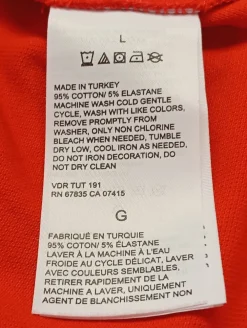 L
MADE IN TURKEY
95% COTTON/ 5% ELASTANE
MACHINE WASH COLD GENTLE
CYCLE, WASH WITH LIKE COLORS,
REMOVE PROMPTLY FROM
WASHER, ONLY NON CHLORINE
BLEACH WHEN NEEDED, TUMBLE
DRY LOW, COOL IRON AS NEEDED,
DO NOT IRON DECORATION, DO
NOT DRY CLEAN
VDR TUT 191
RN 67835 CA 07415
G
FABRIQUÉ EN TURQUIE
95% COTON/ 5% ÉLASTANE
LAVER À LA MACHINE À L'EAU
FROIDE AU CYCLE DÉLICAT, LAVER
AVEC COULEURS SEMBLABLES,
RETIRER RAPIDEMENT DE LA
MACHINE A LAVER, UNIQUEMENT
AGENT DE BLANCHIMENT NON